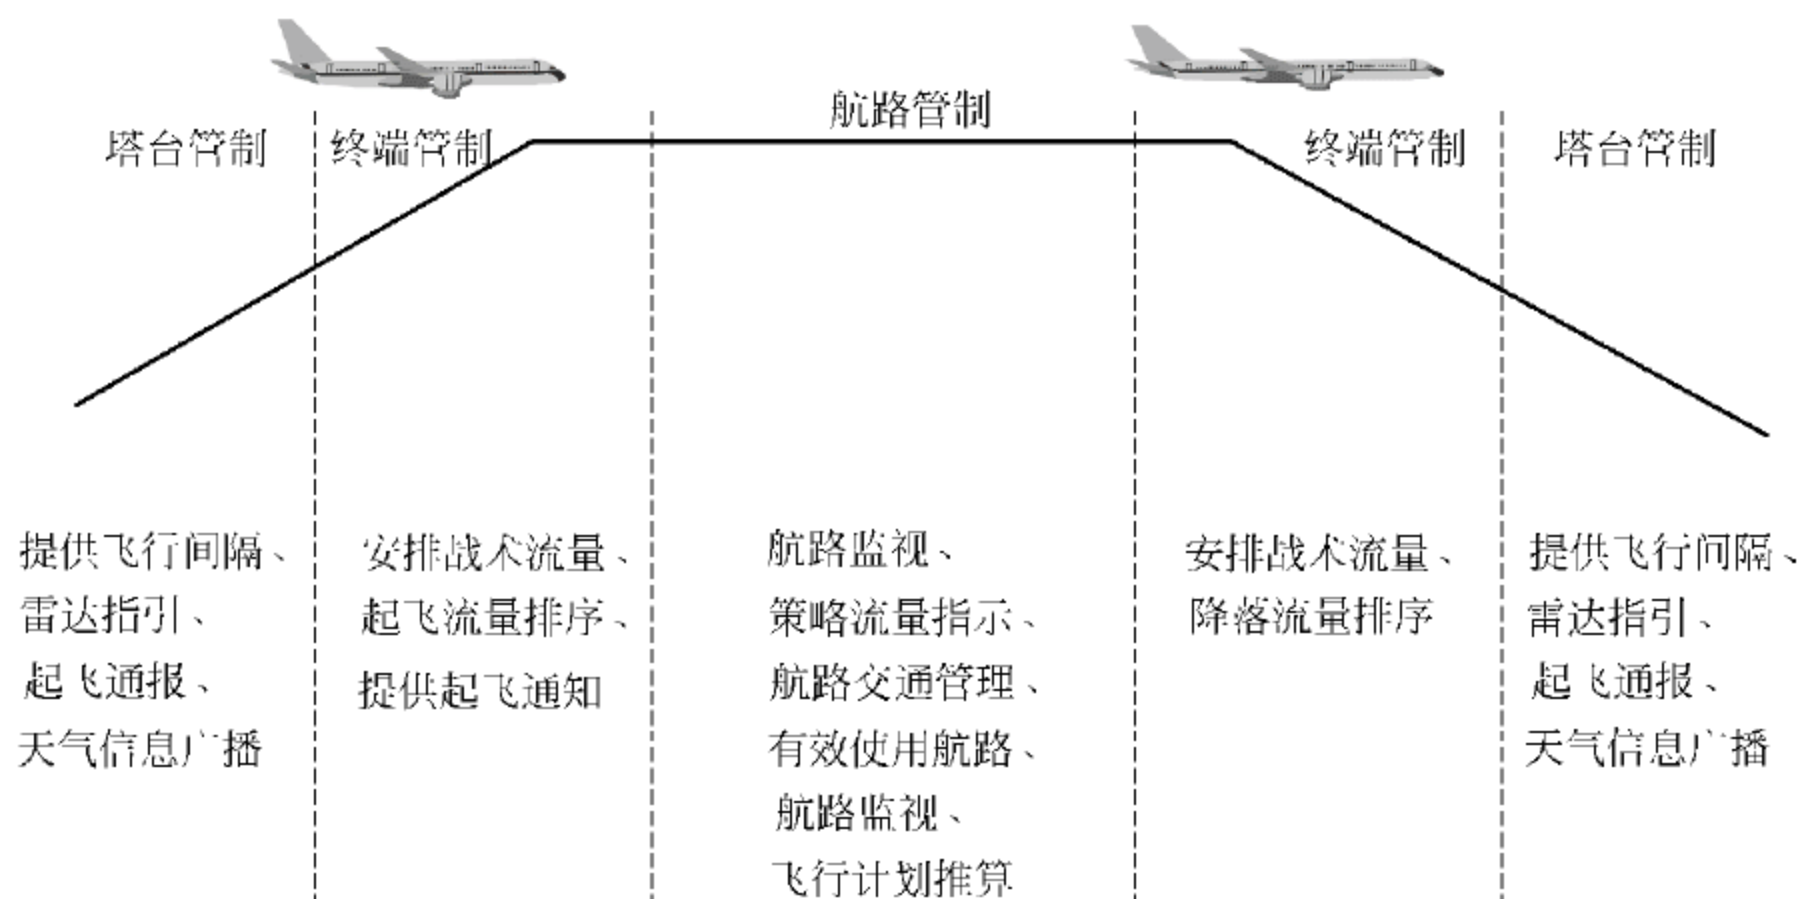 航路管制
塔台管制
终端管制
终端管制
塔台管制
提供飞行间隔、
雷达指引、
起飞通报、
天气信息广播
安排战术流量、
起飞流量排序、
提供起飞通知
航路监视、
策略流量指示、
航路交通管理、
有效使用航路、
航路监视、
飞行计划推算
安排战术流量、
降落流量排序
提供飞行间隔、
雷达指引、
起飞通报、
天气信息广播